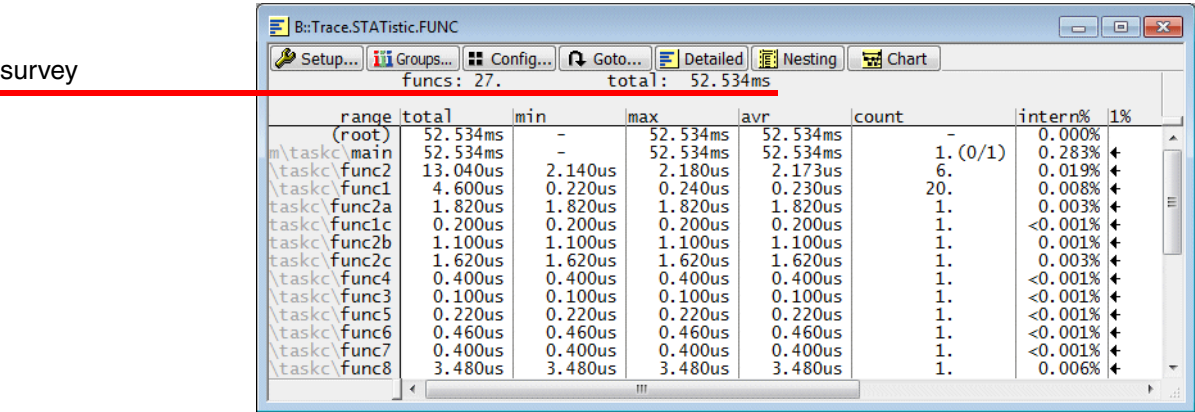 B::Trace.STATistic.FUNC
Setup... Groups... Config... Goto... Detailed Nesting Chart
survey
funcs: 27. total: 52.534ms
range total min max avr count intern% 1%
(root) 52.534ms - 52.534ms 52.534ms - 0.000%
m\taskc\main 52.534ms - 52.534ms 52.534ms 1.(0/1) 0.283%
\taskc\func2 13.040us 2.140us 2.180us 2.173us 6. 0.019%
\taskc\func1 4.600us 0.220us 0.240us 0.230us 20. 0.008%
taskc\func2a 1.820us 1.820us 1.820us 1.820us 1. 0.003%
taskc\func1c 0.200us 0.200us 0.200us 0.200us 1. <0.001%
taskc\func2b 1.100us 1.100us 1.100us 1.100us 1. 0.001%
taskc\func2c 1.620us 1.620us 1.620us 1.620us 1. 0.003%
\taskc\func4 0.400us 0.400us 0.400us 0.400us 1. <0.001%
\taskc\func3 0.100us 0.100us 0.100us 0.100us 1. <0.001%
\taskc\func5 0.220us 0.220us 0.220us 0.220us 1. <0.001%
\taskc\func6 0.460us 0.460us 0.460us 0.460us 1. <0.001%
\taskc\func7 0.400us 0.400us 0.400us 0.400us 1. <0.001%
\taskc\func8 3.480us 3.480us 3.480us 3.480us 1. 0.006%